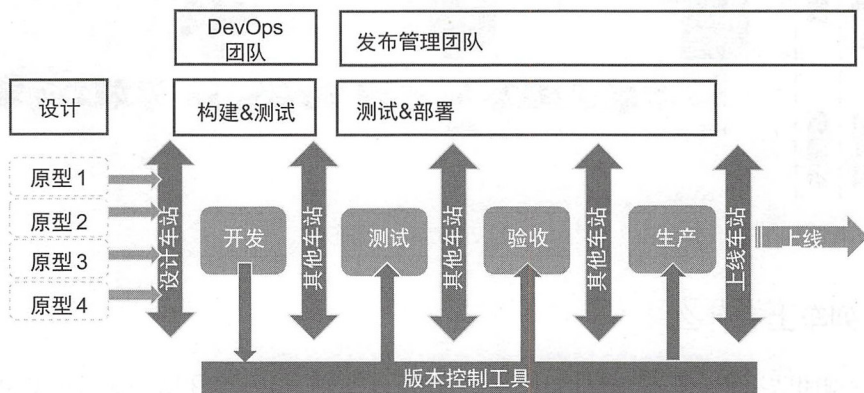 DevOps
团队
发布管理团队
设计
构建&测试
测试&部署
原型1
原型2
原型3
原型4
设计车站
开发
其他车站
测试
其他车站
验收
其他车站
生产
上线车站
上线
版本控制工具